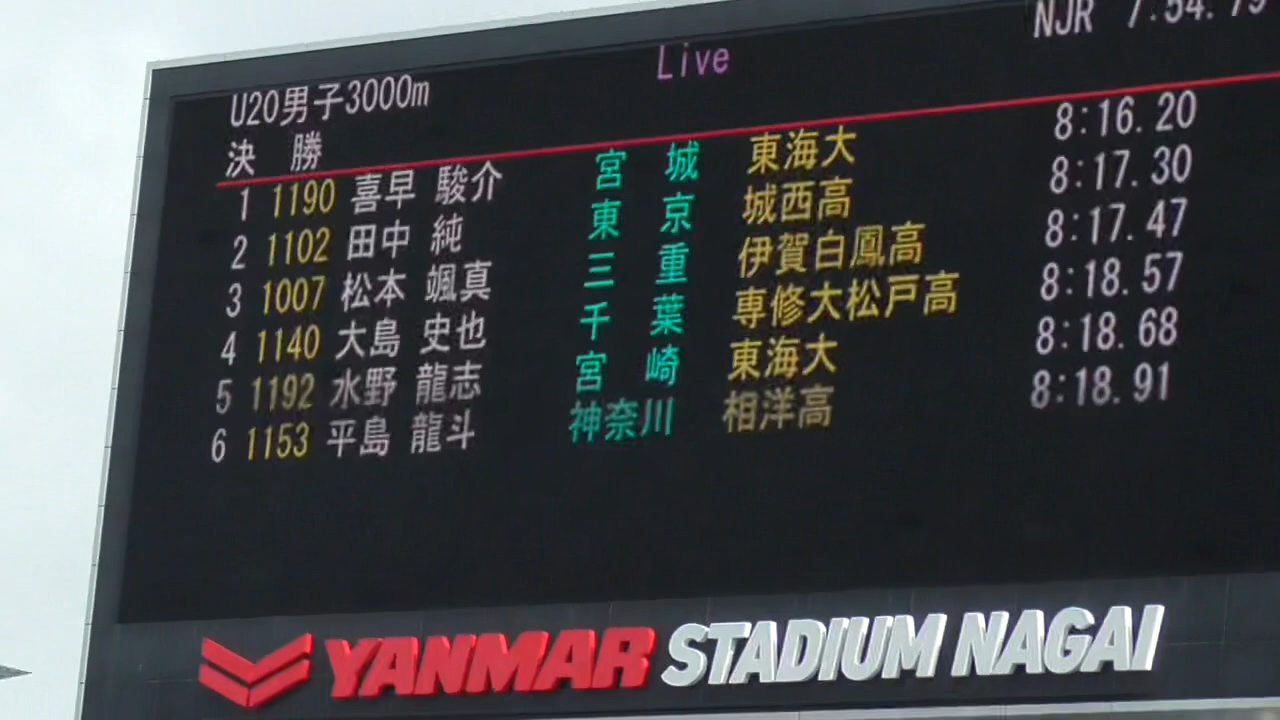 NJR 7:54.79
Live
U20男子3000m
決 勝
1 1190 喜早 駿介 宮 城 東海大 8:16.20
2 1102 田中 純 東 京 城西高 8:17.30
3 1007 松本 颯真 三 重 伊賀白鳳高 8:17.47
4 1140 大島 史也 千 葉 専修大松戸高 8:18.57
5 1192 水野 龍志 宮 崎 東海大 8:18.68
6 1153 平島 龍斗 神奈川 相洋高 8:18.91
YANMAR STADIUM NAGAI